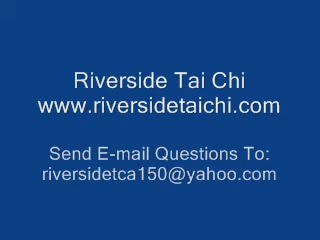 Riverside Tai Chi
www.riversidetaichi.com
Send E-mail Questions To:
riversidetca150@yahoo.com